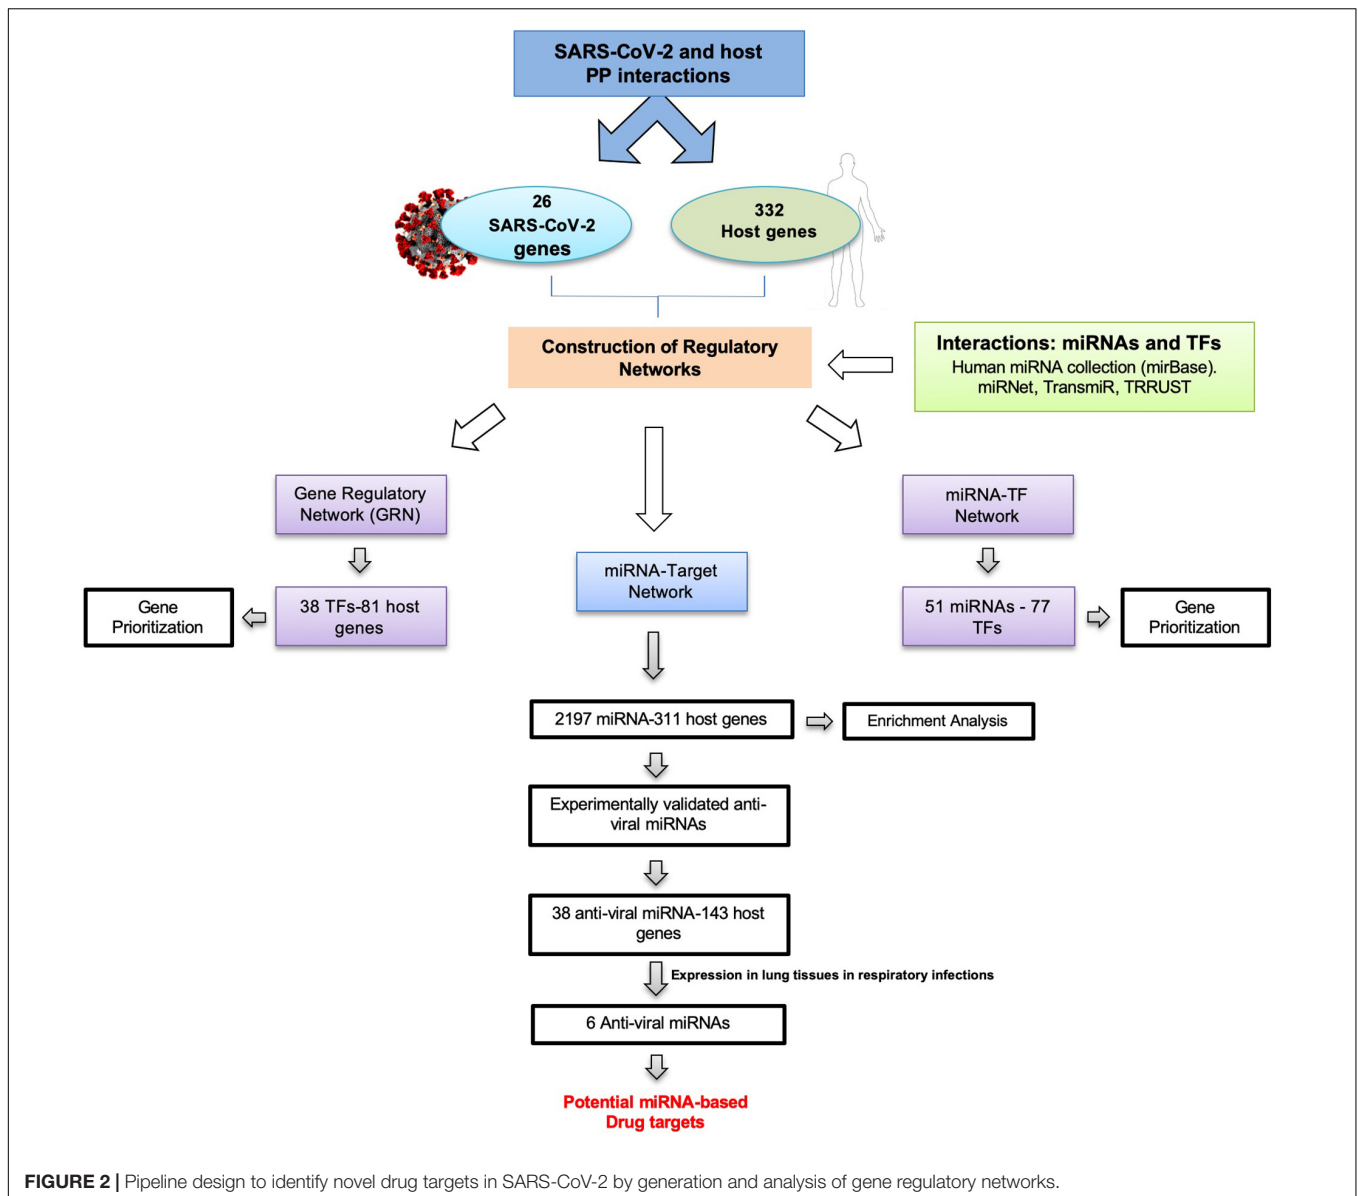 SARS-CoV-2 and host
PP interactions
26
SARS-CoV-2
genes
332
Host genes
Construction of Regulatory
Networks
Interactions: miRNAs and TFs
Human miRNA collection (mirBase).
miRNet, TransmiR, TRRUST
Gene Regulatory
Network (GRN)
miRNA-TF
Network
miRNA-Target
Network
Gene
Prioritization
38 TFs-81 host
genes
51 miRNAs - 77
TFs
Gene
Prioritization
2197 miRNA-311 host genes
Enrichment Analysis
Experimentally validated anti-
viral miRNAs
38 anti-viral miRNA-143 host
genes
Expression in lung tissues in respiratory infections
6 Anti-viral miRNAs
Potential miRNA-based
Drug targets
FIGURE 2 | Pipeline design to identify novel drug targets in SARS-CoV-2 by generation and analysis of gene regulatory networks.